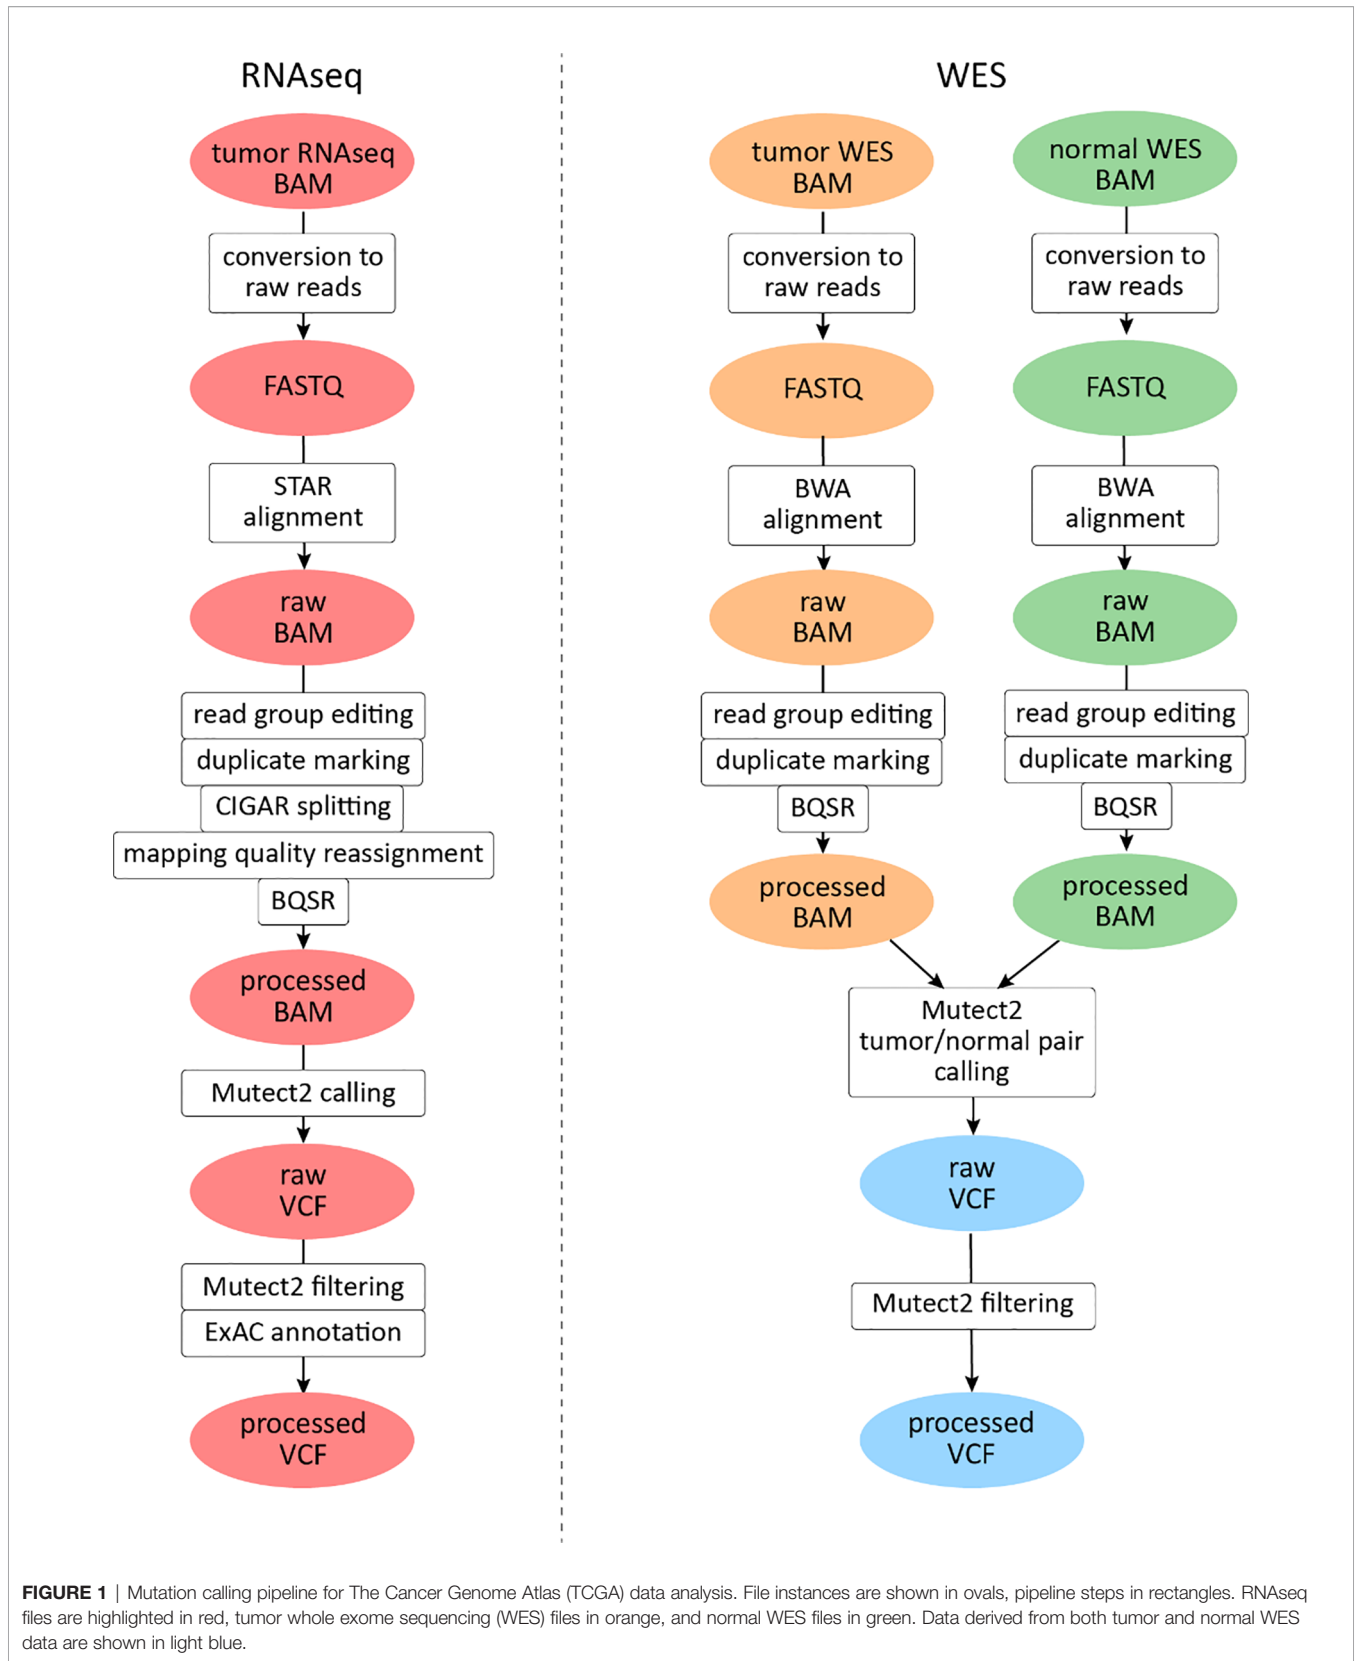 RNAseq
tumor RNAseq
BAM
conversion to
raw reads
FASTQ
STAR
alignment
raw
BAM
read group editing
duplicate marking
CIGAR splitting
mapping quality reassignment
BQSR
processed
BAM
Mutect2 calling
raw
VCF
Mutect2 filtering
ExAC annotation
processed
VCF
WES
tumor WES
BAM
conversion to
raw reads
FASTQ
BWA
alignment
raw
BAM
read group editing
duplicate marking
BQSR
processed
BAM
normal WES
BAM
conversion to
raw reads
FASTQ
BWA
alignment
raw
BAM
read group editing
duplicate marking
BQSR
processed
BAM
Mutect2
tumor/normal pair
calling
raw
VCF
Mutect2 filtering
processed
VCF
FIGURE 1 | Mutation calling pipeline for The Cancer Genome Atlas (TCGA) data analysis. File instances are shown in ovals, pipeline steps in rectangles. RNAseq
files are highlighted in red, tumor whole exome sequencing (WES) files in orange, and normal WES files in green. Data derived from both tumor and normal WES
data are shown in light blue.